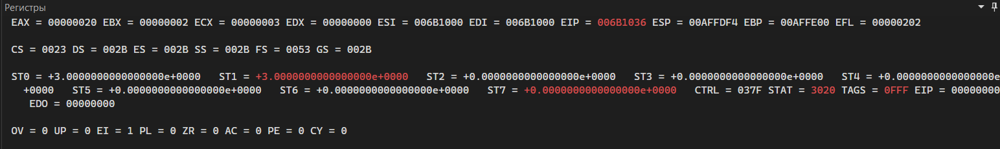 Регистры
EAX = 00000020 EBX = 00000002 ECX = 00000003 EDX = 00000000 ESI = 006B1000 EDI = 006B1000 EIP = 006B1036 ESP = 00AFFDF4 EBP = 00AFFE00 EFL = 00000202
CS = 0023 DS = 002B ES = 002B SS = 002B FS = 0053 GS = 002B
ST0 = +3.0000000000000000e+0000 ST1 = +3.0000000000000000e+0000 ST2 = +0.0000000000000000e+0000 ST3 = +0.0000000000000000e+0000 ST4 = +0.0000000000000000e
+0000 ST5 = +0.0000000000000000e+0000 ST6 = +0.0000000000000000e+0000 ST7 = +0.0000000000000000e+0000 CTRL = 037F STAT = 3020 TAGS = 0FFF EIP = 00000000
EDO = 00000000
OV = 0 UP = 0 EI = 1 PL = 0 ZR = 0 AC = 0 PE = 0 CY = 0